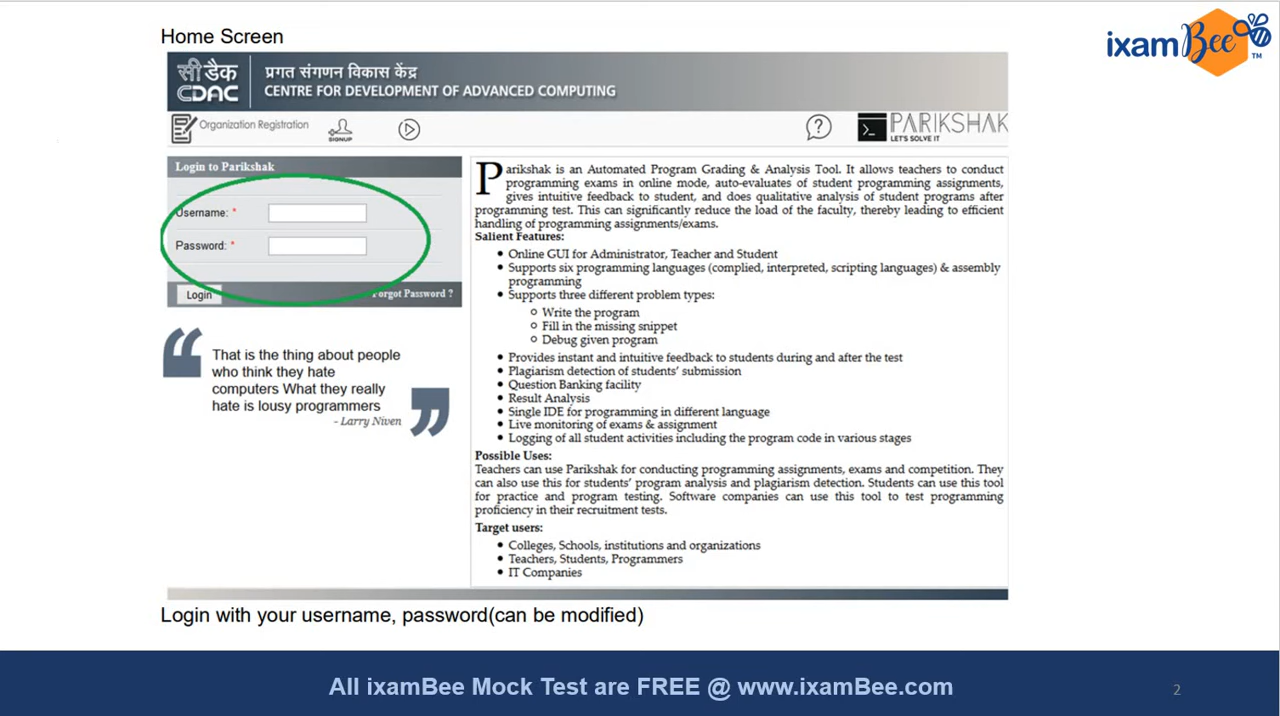 Home Screen
ixamBee™
सी डैक
CDAC
प्रगत संगणन विकास केंद्र
CENTRE FOR DEVELOPMENT OF ADVANCED COMPUTING
Organization Registration
SIGNUP
?
PARIKSHAK
LET'S SOLVE IT
Login to Parikshak
Username: *
Password: *
Login
Forgot Password ?
That is the thing about people
who think they hate
computers What they really
hate is lousy programmers
- Larry Niven
Parikshak is an Automated Program Grading & Analysis Tool. It allows teachers to conduct
programming exams in online mode, auto-evaluates of student programming assignments,
gives intuitive feedback to student, and does qualitative analysis of student programs after
programming test. This can significantly reduce the load of the faculty, thereby leading to efficient
handling of programming assignments/exams.
Salient Features:
• Online GUI for Administrator, Teacher and Student
• Supports six programming languages (complied, interpreted, scripting languages) & assembly
programming
• Supports three different problem types:
o Write the program
o Fill in the missing snippet
o Debug given program
• Provides instant and intuitive feedback to students during and after the test
• Plagiarism detection of students' submission
• Question Banking facility
• Result Analysis
• Single IDE for programming in different language
• Live monitoring of exams & assignment
• Logging of all student activities including the program code in various stages
Possible Uses:
Teachers can use Parikshak for conducting programming assignments, exams and competition. They
can also use this for students' program analysis and plagiarism detection. Students can use this tool
for practice and program testing. Software companies can use this tool to test programming
proficiency in their recruitment tests.
Target users:
• Colleges, Schools, institutions and organizations
• Teachers, Students, Programmers
• IT Companies
Login with your username, password(can be modified)
All ixamBee Mock Test are FREE @ www.ixamBee.com
2